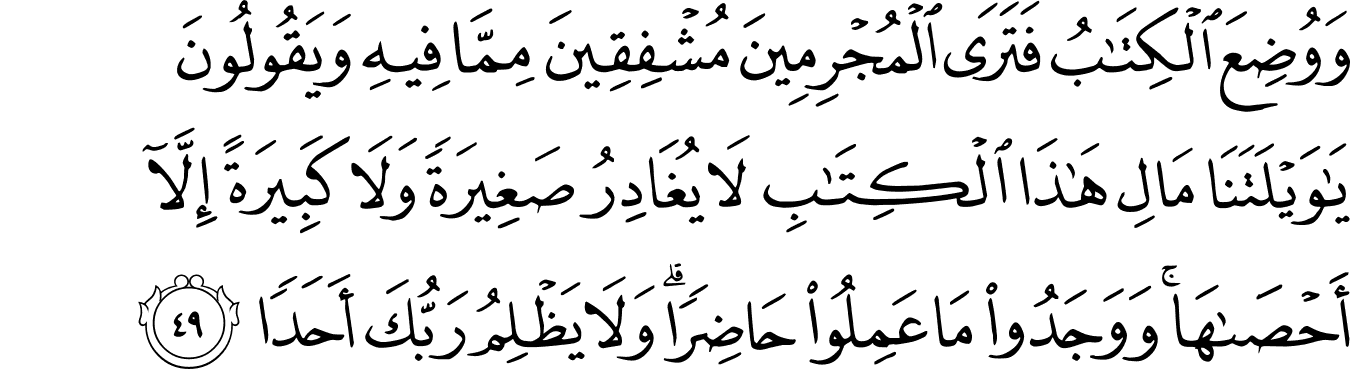 وَوُضِعَ ٱلْكِتَٰبُ فَتَرَى ٱلْمُجْرِمِينَ مُشْفِقِينَ مِمَّا فِيهِ وَيَقُولُونَ
يَٰوَيْلَتَنَا مَالِ هَٰذَا ٱلْكِتَٰبِ لَا يُغَادِرُ صَغِيرَةً وَلَا كَبِيرَةً إِلَّآ
أَحْصَىٰهَا ۚ وَوَجَدُوا۟ مَا عَمِلُوا۟ حَاضِرًا ۗ وَلَا يَظْلِمُ رَبُّكَ أَحَدًا ٤٩